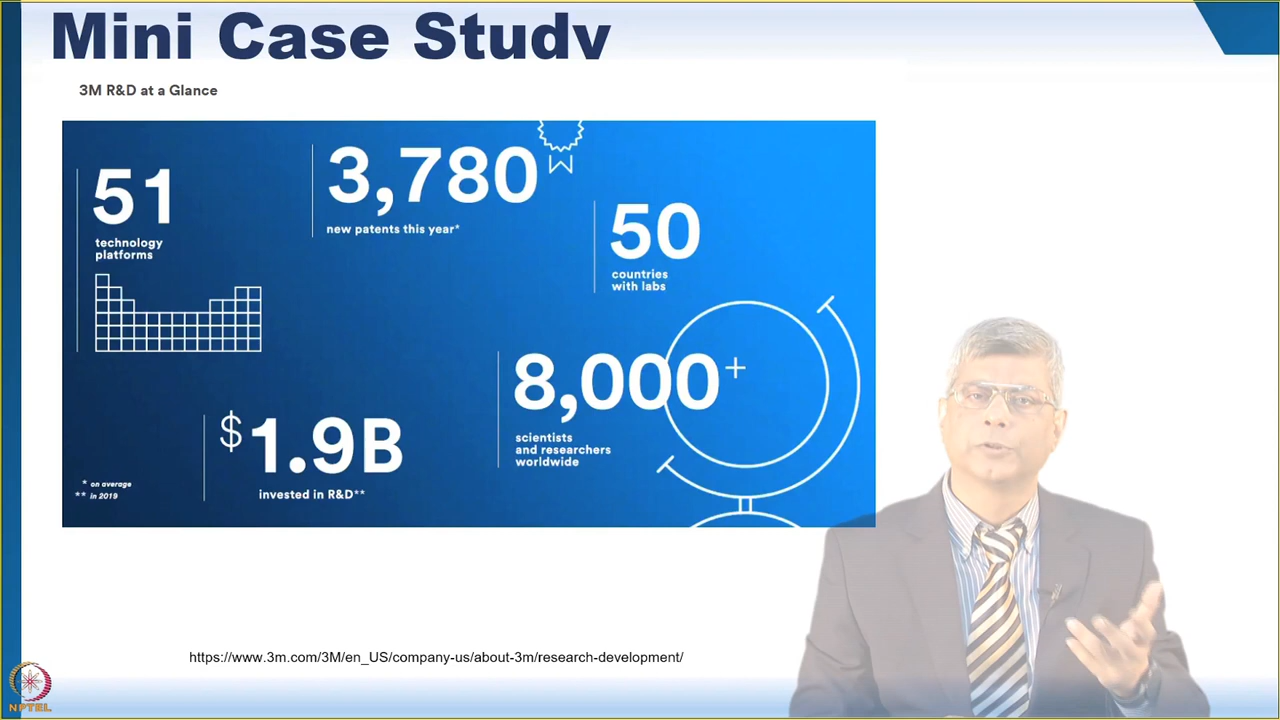 Mini Case Study
3M R&D at a Glance
51
technology
platforms
3,780
new patents this year*
50
countries
with labs
8,000+
scientists
and researchers
worldwide
$1.9B
invested in R&D**
* on average
** in 2019
https://www.3m.com/3M/en_US/company-us/about-3m/research-development/
NPTEL